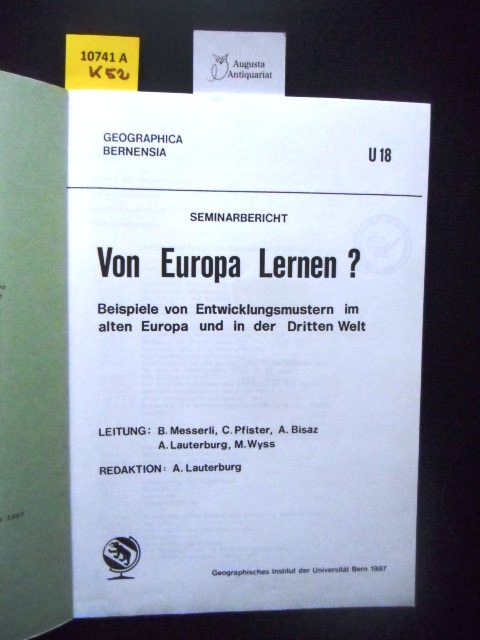 10741 A
K52
Augusta
Antiquariat
GEOGRAPHICA
BERNENSIA
U 18
SEMINARBERICHT
Von Europa Lernen ?
Beispiele von Entwicklungsmustern im
alten Europa und in der Dritten Welt
LEITUNG: B. Messerli, C. Pfister, A. Bisaz
A. Lauterburg, M. Wyss
REDAKTION: A. Lauterburg
Geographisches Institut der Universität Bern 1987